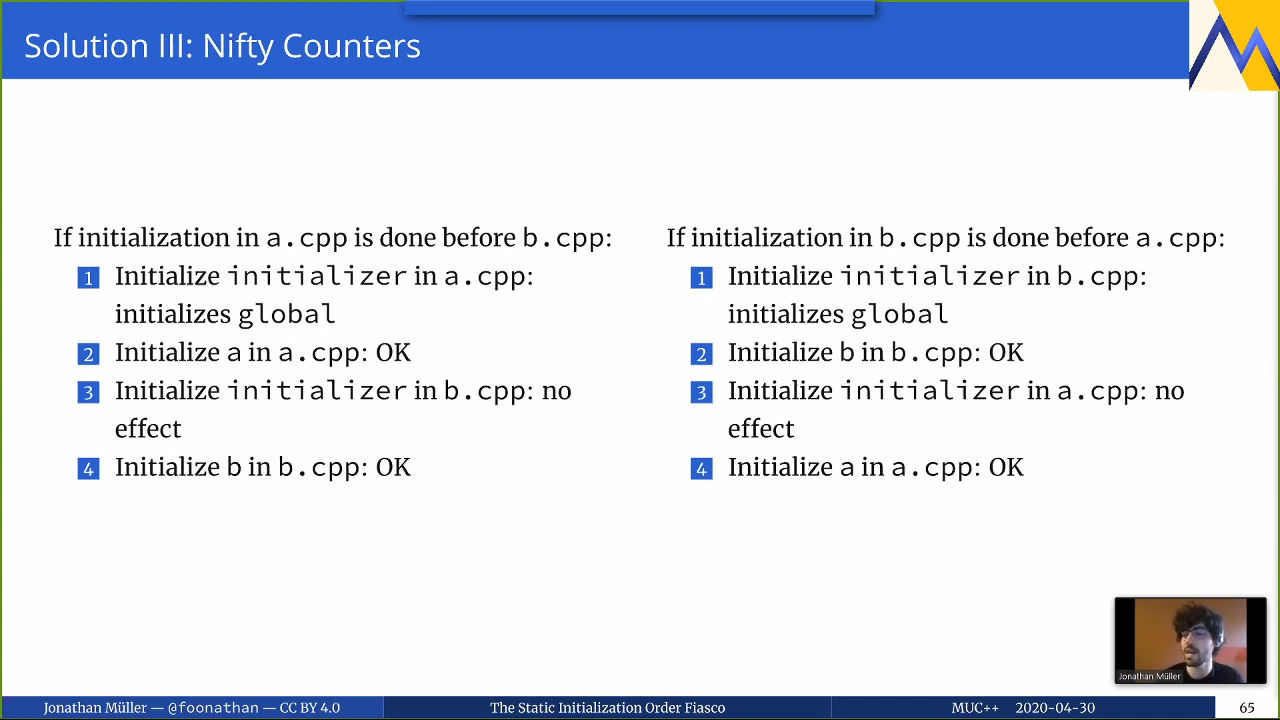 Solution III: Nifty Counters
If initialization in a.cpp is done before b.cpp:
1 Initialize initializer in a.cpp:
initializes global
2 Initialize a in a.cpp: OK
3 Initialize initializer in b.cpp: no
effect
4 Initialize b in b.cpp: OK
If initialization in b.cpp is done before a.cpp:
1 Initialize initializer in b.cpp:
initializes global
2 Initialize b in b.cpp: OK
3 Initialize initializer in a.cpp: no
effect
4 Initialize a in a.cpp: OK
Jonathan Müller
Jonathan Müller — @foonathan — CC BY 4.0
The Static Initialization Order Fiasco
MUC++ 2020-04-30
65